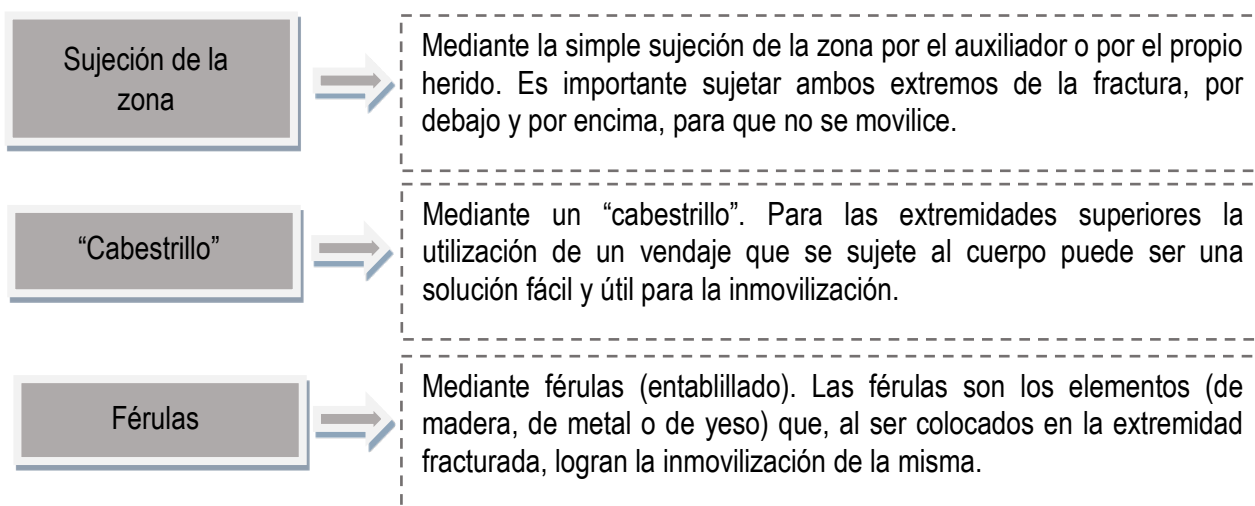 Sujeción de la
zona
Mediante la simple sujeción de la zona por el auxiliador o por el propio
herido. Es importante sujetar ambos extremos de la fractura, por
debajo y por encima, para que no se movilice.
“Cabestrillo”
Mediante un “cabestrillo”. Para las extremidades superiores la
utilización de un vendaje que se sujete al cuerpo puede ser una
solución fácil y útil para la inmovilización.
Férulas
Mediante férulas (entablillado). Las férulas son los elementos (de
madera, de metal o de yeso) que, al ser colocados en la extremidad
fracturada, logran la inmovilización de la misma.